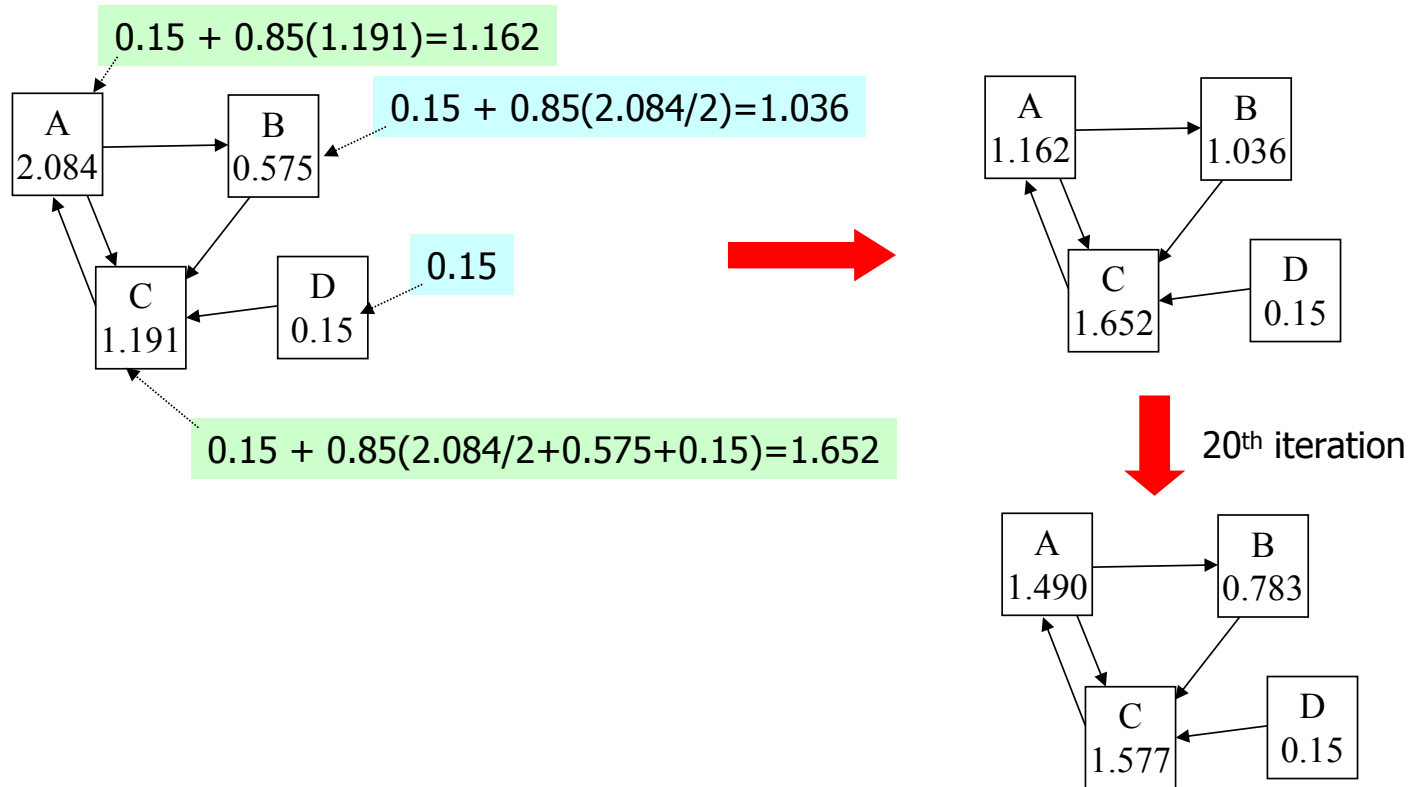 0.15 + 0.85(1.191)=1.162
A
2.084
B
0.575
0.15 + 0.85(2.084/2)=1.036
C
1.191
D
0.15
0.15
0.15 + 0.85(2.084/2+0.575+0.15)=1.652
A
1.162
B
1.036
C
1.652
D
0.15
20th iteration
A
1.490
B
0.783
C
1.577
D
0.15